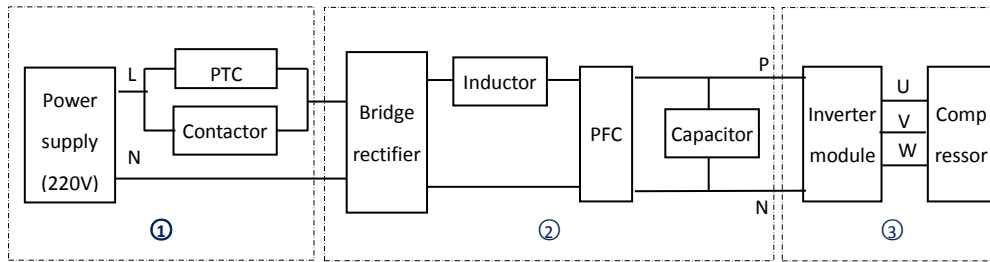 Power
supply
(220V)
L
N
PTC
Contactor
①
Bridge
rectifier
Inductor
PFC
Capacitor
P
N
②
Inverter
module
U
V
W
Comp
ressor
③